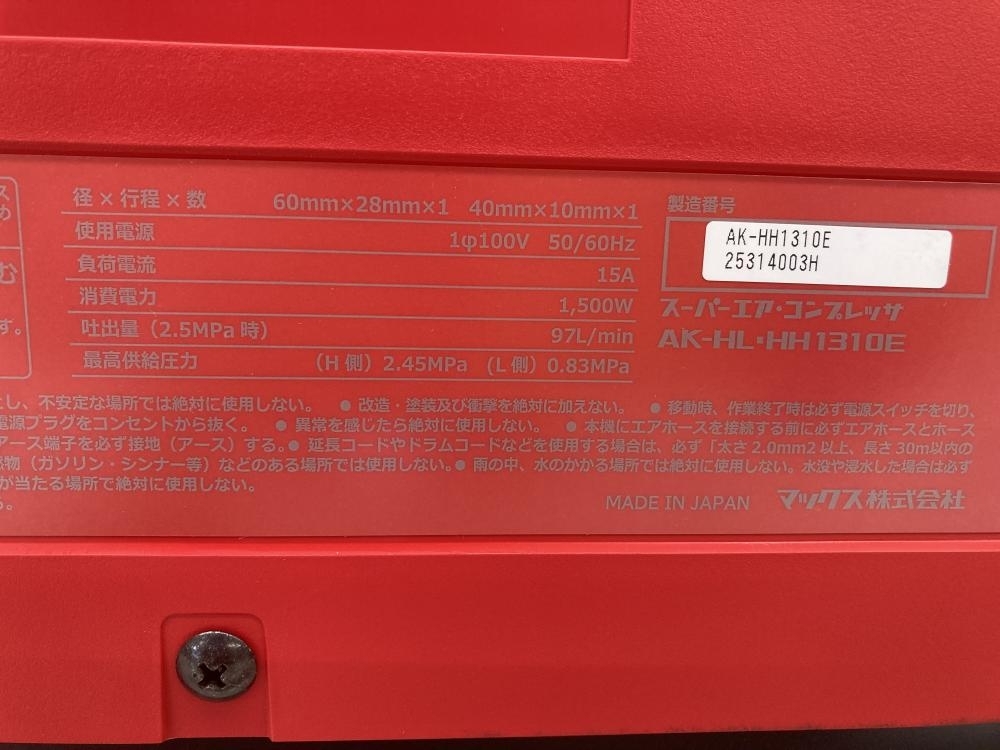 ス
め
む
す。
径×行程×数 60mm×28mm×1 40mm×10mm×1
使用電源 1φ100V 50/60Hz
負荷電流 15A
消費電力 1,500W
吐出量（2.5MPa 時） 97L/min
最高供給圧力 （H 側）2.45MPa （L 側）0.83MPa
製造番号
AK-HH1310E
25314003H
スーパーエア・コンプレッサ
AK-HL・HH1310E
とし、不安定な場所では絶対に使用しない。 ● 改造・塗装及び衝撃を絶対に加えない。 ● 移動時、作業終了時は必ず電源スイッチを切り、
電源プラグをコンセントから抜く。 ● 異常を感じたら絶対に使用しない。 ● 本機にエアホースを接続する前に必ずエアホースとホース
アース端子を必ず接地（アース）する。● 延長コードやドラムコードなどを使用する場合は、必ず「太さ 2.0mm2 以上、長さ 30m以内の
物（ガソリン・シンナー等）などのある場所では使用しない。● 雨の中、水のかかる場所では絶対に使用しない。水没や浸水した場合は必ず
が当たる場所で絶対に使用しない。
る。
MADE IN JAPAN マックス株式会社